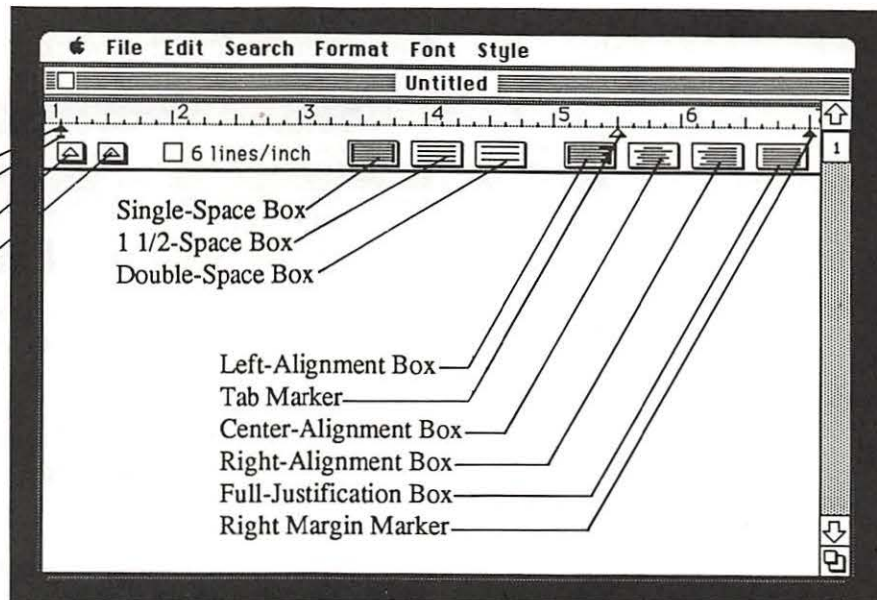 File Edit Search Format Font Style
Untitled
1 2 3 4 5 6
6 lines/inch
1
Single-Space Box
1 1/2-Space Box
Double-Space Box
Left-Alignment Box
Tab Marker
Center-Alignment Box
Right-Alignment Box
Full-Justification Box
Right Margin Marker